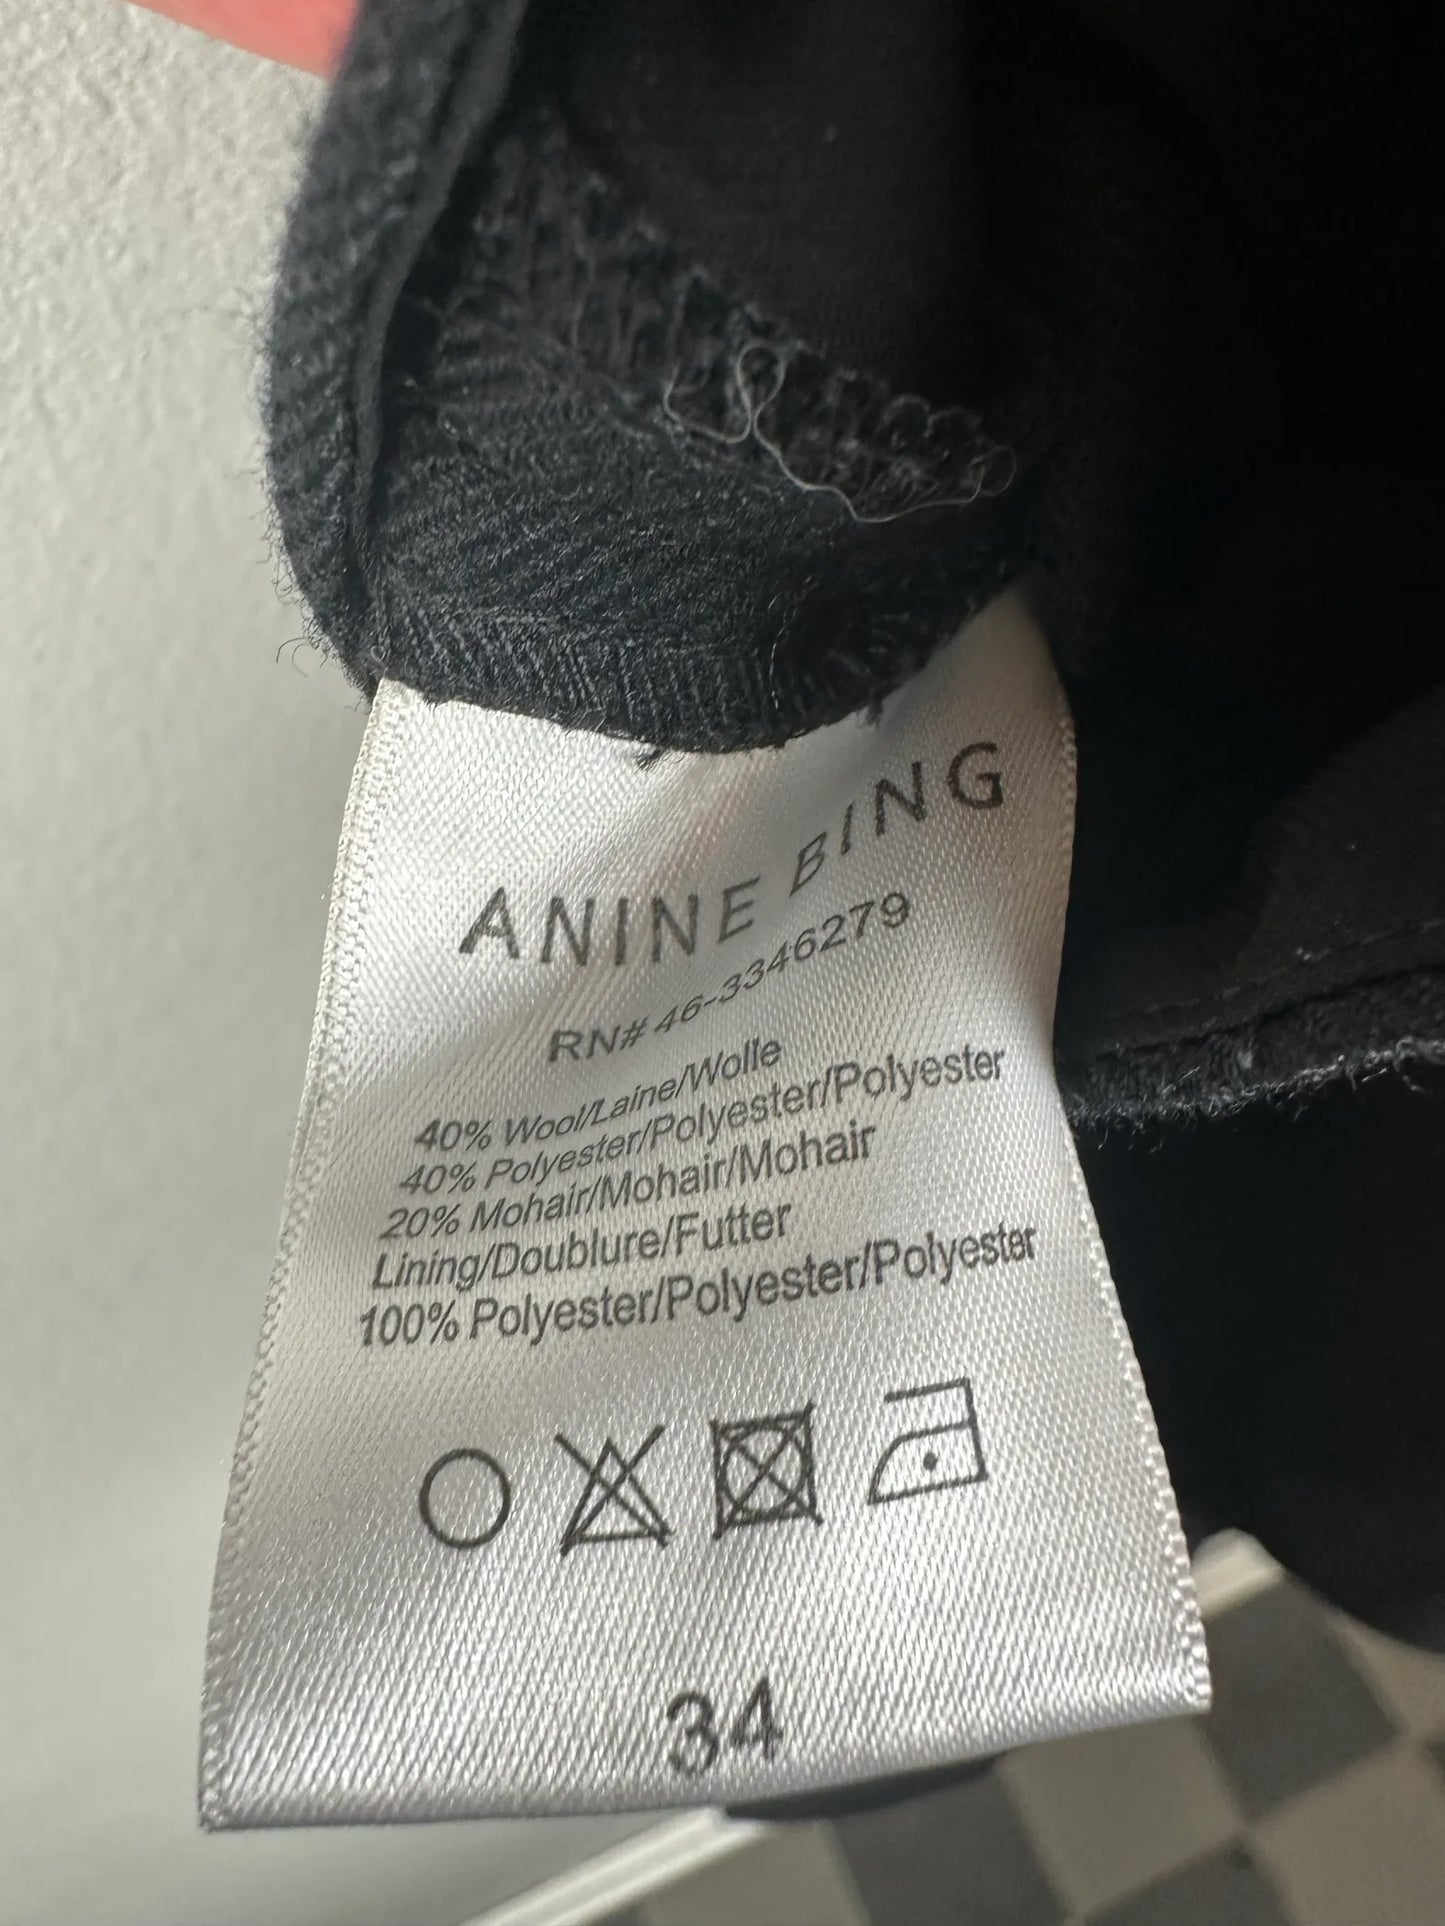 ANINE BING
RN# 46-3346279
40% Wool/Laine/Wolle
40% Polyester/Polyester/Polyester
20% Mohair/Mohair/Mohair
Lining/Doublure/Futter
100% Polyester/Polyester/Polyester
34